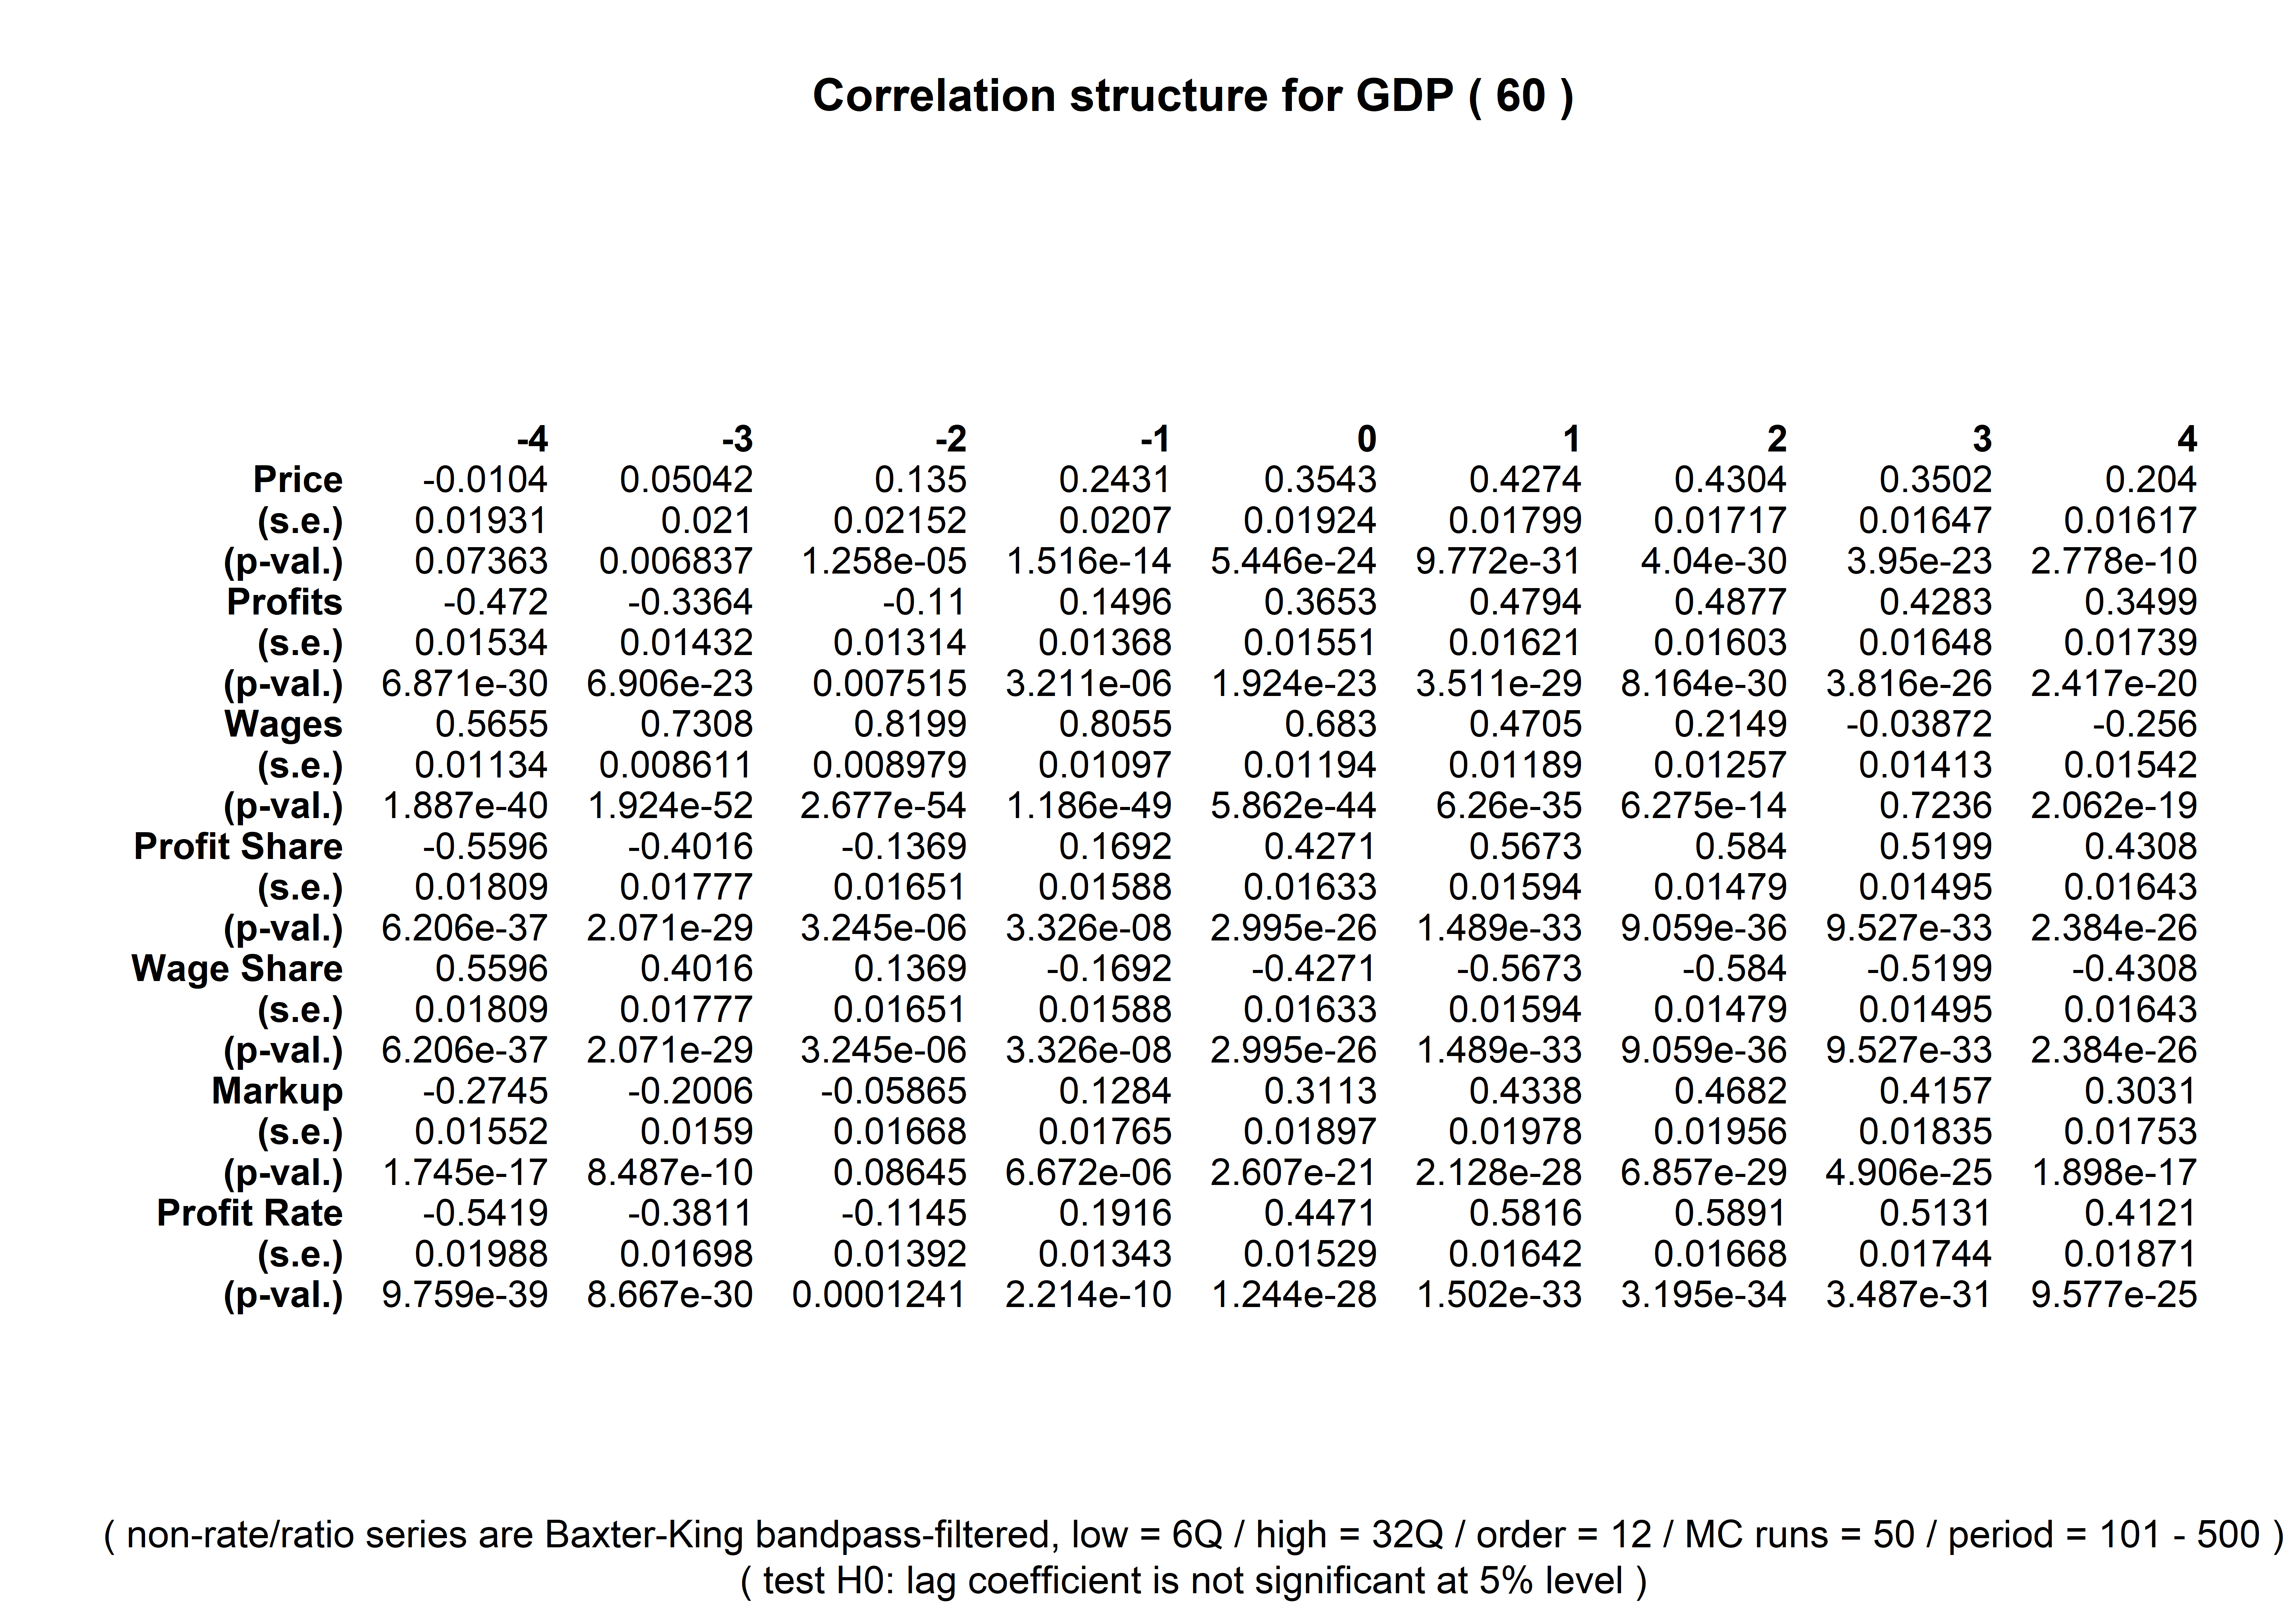 Correlation structure for GDP ( 60 )
-4 -3 -2 -1 0 1 2 3 4
Price -0.0104 0.05042 0.135 0.2431 0.3543 0.4274 0.4304 0.3502 0.204
(s.e.) 0.01931 0.021 0.02152 0.0207 0.01924 0.01799 0.01717 0.01647 0.01617
(p-val.) 0.07363 0.006837 1.258e-05 1.516e-14 5.446e-24 9.772e-31 4.04e-30 3.95e-23 2.778e-10
Profits -0.472 -0.3364 -0.11 0.1496 0.3653 0.4794 0.4877 0.4283 0.3499
(s.e.) 0.01534 0.01432 0.01314 0.01368 0.01551 0.01621 0.01603 0.01648 0.01739
(p-val.) 6.871e-30 6.906e-23 0.007515 3.211e-06 1.924e-23 3.511e-29 8.164e-30 3.816e-26 2.417e-20
Wages 0.5655 0.7308 0.8199 0.8055 0.683 0.4705 0.2149 -0.03872 -0.256
(s.e.) 0.01134 0.008611 0.008979 0.01097 0.01194 0.01189 0.01257 0.01413 0.01542
(p-val.) 1.887e-40 1.924e-52 2.677e-54 1.186e-49 5.862e-44 6.26e-35 6.275e-14 0.7236 2.062e-19
Profit Share -0.5596 -0.4016 -0.1369 0.1692 0.4271 0.5673 0.584 0.5199 0.4308
(s.e.) 0.01809 0.01777 0.01651 0.01588 0.01633 0.01594 0.01479 0.01495 0.01643
(p-val.) 6.206e-37 2.071e-29 3.245e-06 3.326e-08 2.995e-26 1.489e-33 9.059e-36 9.527e-33 2.384e-26
Wage Share 0.5596 0.4016 0.1369 -0.1692 -0.4271 -0.5673 -0.584 -0.5199 -0.4308
(s.e.) 0.01809 0.01777 0.01651 0.01588 0.01633 0.01594 0.01479 0.01495 0.01643
(p-val.) 6.206e-37 2.071e-29 3.245e-06 3.326e-08 2.995e-26 1.489e-33 9.059e-36 9.527e-33 2.384e-26
Markup -0.2745 -0.2006 -0.05865 0.1284 0.3113 0.4338 0.4682 0.4157 0.3031
(s.e.) 0.01552 0.0159 0.01668 0.01765 0.01897 0.01978 0.01956 0.01835 0.01753
(p-val.) 1.745e-17 8.487e-10 0.08645 6.672e-06 2.607e-21 2.128e-28 6.857e-29 4.906e-25 1.898e-17
Profit Rate -0.5419 -0.3811 -0.1145 0.1916 0.4471 0.5816 0.5891 0.5131 0.4121
(s.e.) 0.01988 0.01698 0.01392 0.01343 0.01529 0.01642 0.01668 0.01744 0.01871
(p-val.) 9.759e-39 8.667e-30 0.0001241 2.214e-10 1.244e-28 1.502e-33 3.195e-34 3.487e-31 9.577e-25
( non-rate/ratio series are Baxter-King bandpass-filtered, low = 6Q / high = 32Q / order = 12 / MC runs = 50 / period = 101 - 500 )
( test H0: lag coefficient is not significant at 5% level )